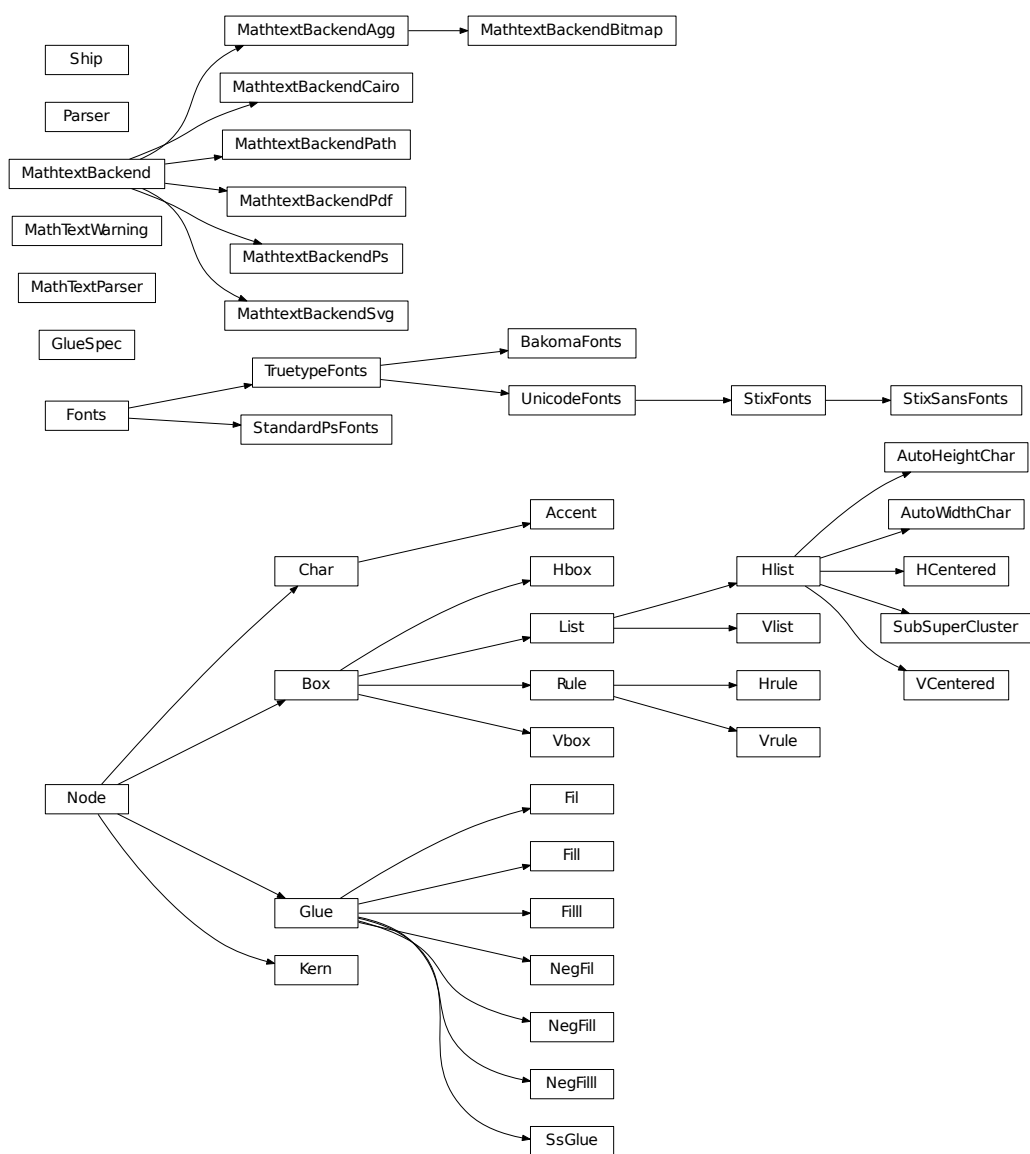 MathtextBackendAgg
MathtextBackendBitmap
Ship
MathtextBackendCairo
Parser
MathtextBackendPath
MathtextBackend
MathtextBackendPdf
MathTextWarning
MathtextBackendPs
MathTextParser
MathtextBackendSvg
GlueSpec
BakomaFonts
TruetypeFonts
UnicodeFonts
StixFonts
StixSansFonts
Fonts
StandardPsFonts
AutoHeightChar
Accent
AutoWidthChar
Char
Hbox
Hlist
HCentered
List
Vlist
SubSuperCluster
Box
Rule
Hrule
VCentered
Vbox
Vrule
Node
Fil
Fill
Glue
Filll
Kern
NegFil
NegFill
NegFilll
SsGlue